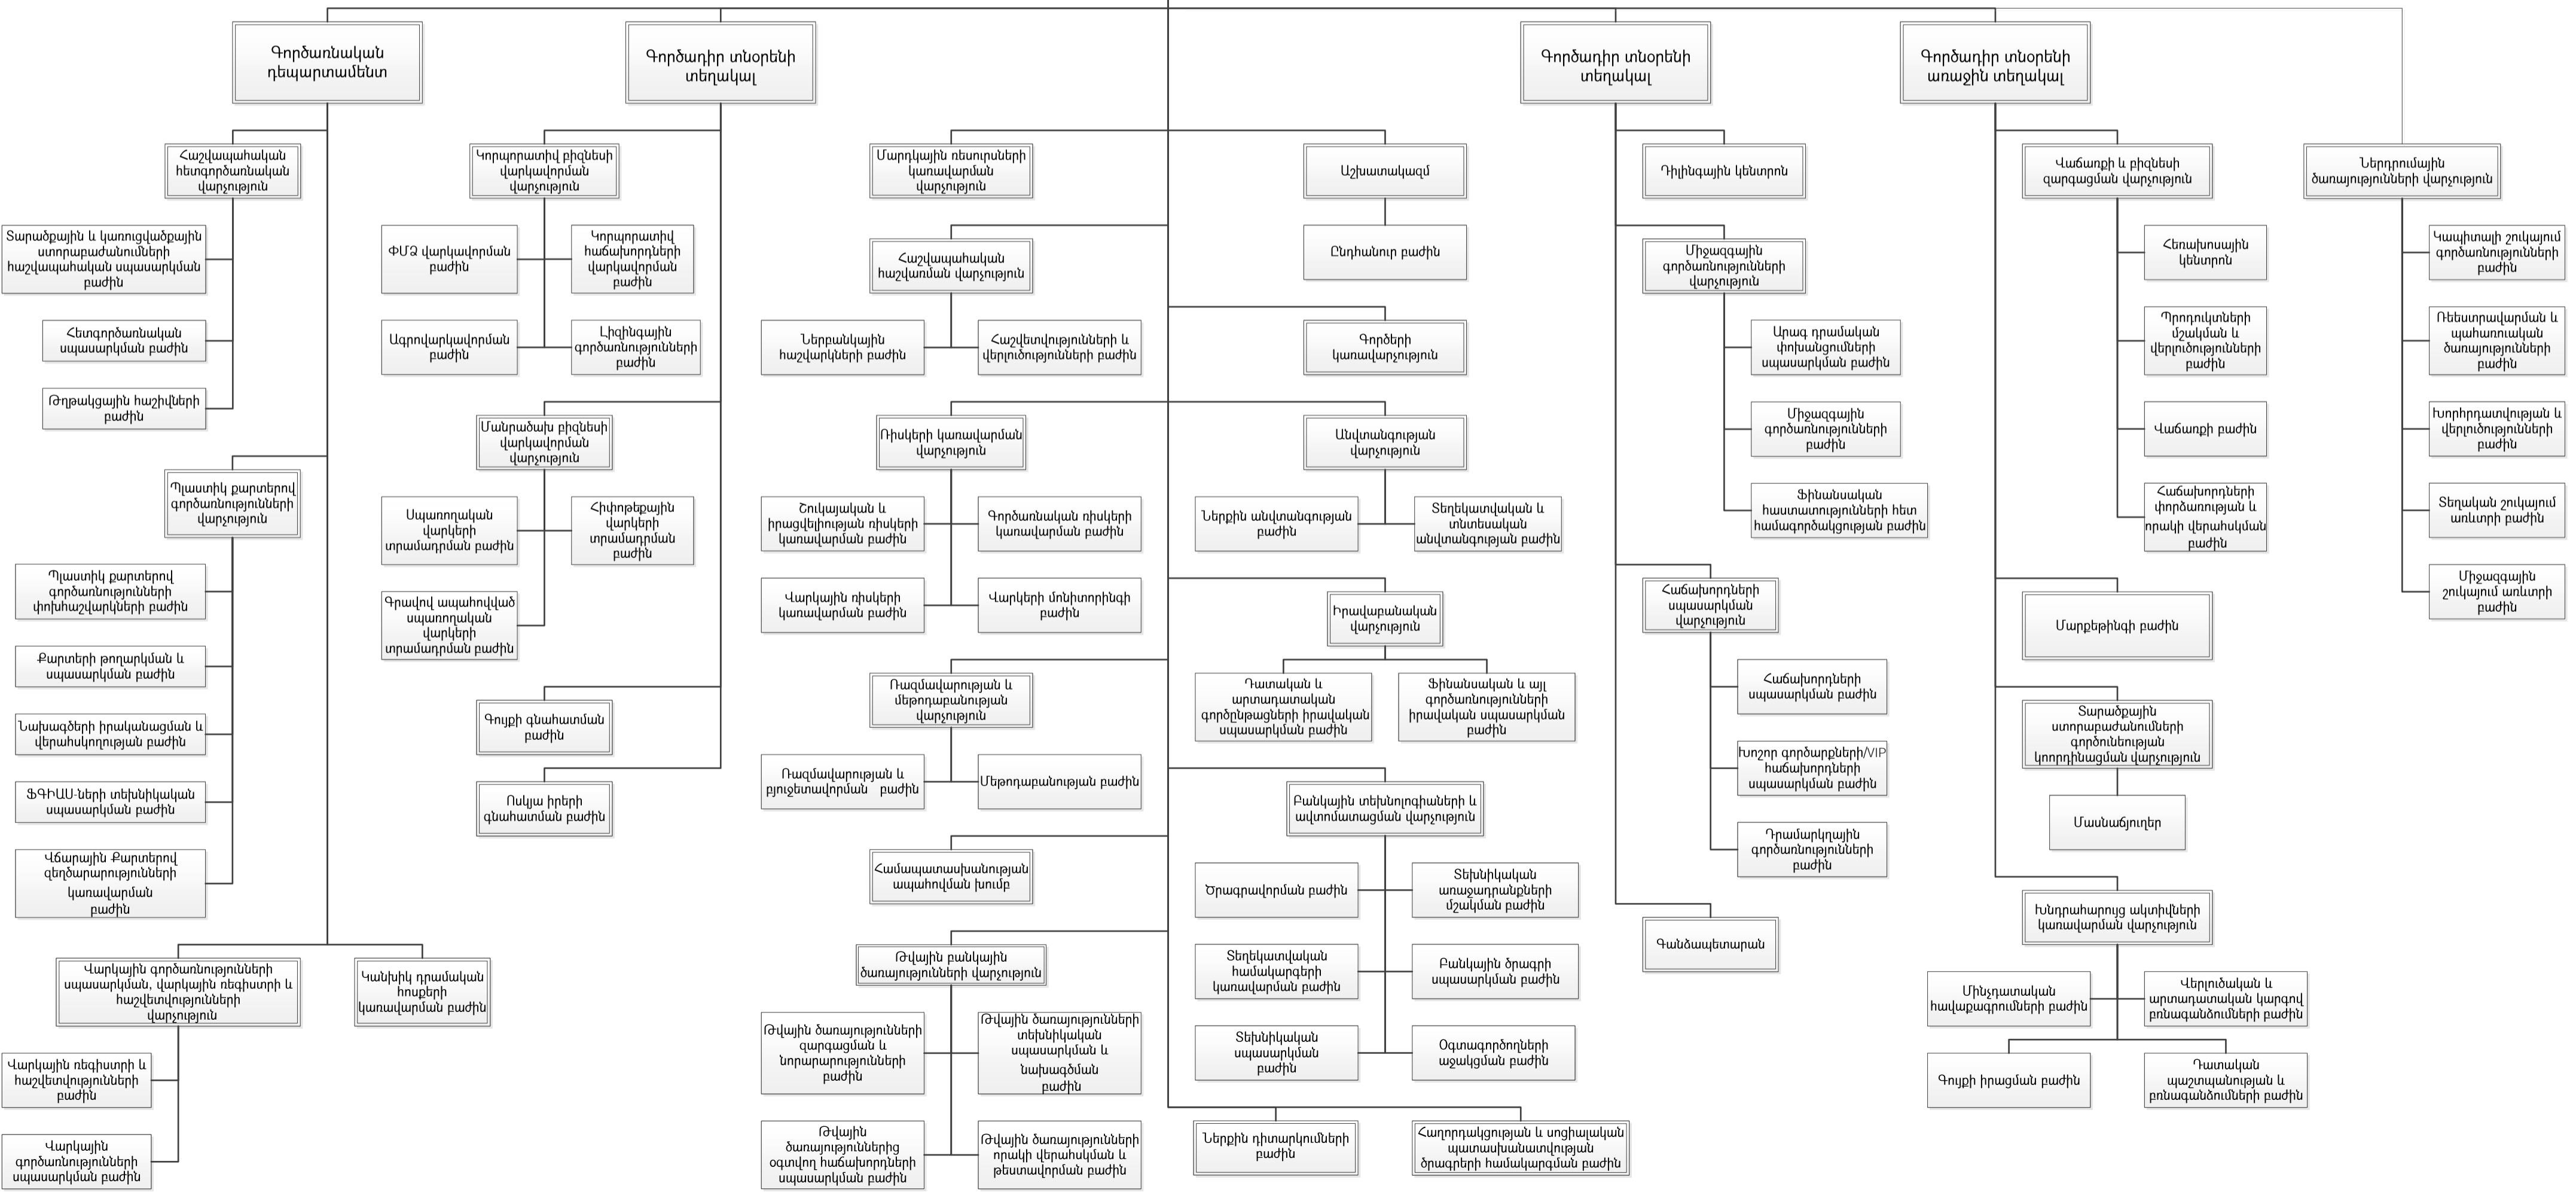 Գործառնական
դեպարտամենտ
Գործադիր տնօրենի
տեղակալ
Գործադիր տնօրենի
տեղակալ
Գործադիր տնօրենի
առաջին տեղակալ
Հաշվապահական
հետգործառնական
վարչություն
Տարածքային և կառուցվածքային
ստորաբաժանումների
հաշվապահական սպասարկման
բաժին
Հետգործառնական
սպասարկման բաժին
Թղթակցային հաշիվների
բաժին
Պլաստիկ քարտերով
գործառնությունների
վարչություն
Պլաստիկ քարտերով
գործառնությունների
փոխհաշվարկների բաժին
Քարտերի թողարկման և
սպասարկման բաժին
Նախագծերի իրականացման և
վերահսկողության բաժին
ՖԳԻԱՍ-ների տեխնիկական
սպասարկման բաժին
Վճարային Քարտերով
զեղծարարությունների
կառավարման
բաժին
Վարկային գործառնությունների
սպասարկման, վարկային ռեգիստրի և
հաշվետվությունների
վարչություն
Կանխիկ դրամական
հոսքերի
կառավարման բաժին
Վարկային ռեգիստրի և
հաշվետվությունների
բաժին
Վարկային
գործառնությունների
սպասարկման բաժին
Կորպորատիվ բիզնեսի
վարկավորման
վարչություն
ՓՄՁ վարկավորման
բաժին
Կորպորատիվ
հաճախորդների
վարկավորման
բաժին
Ագրովարկավորման
բաժին
Լիզինգային
գործառնությունների
բաժին
Մանրածախ բիզնեսի
վարկավորման
վարչություն
Սպառողական
վարկերի
տրամադրման բաժին
Հիփոթեքային
վարկերի
տրամադրման
բաժին
Գրավով ապահովված
սպառողական
վարկերի
տրամադրման բաժին
Գույքի գնահատման
բաժին
Ոսկյա իրերի
գնահատման բաժին
Մարդկային ռեսուրսների
կառավարման
վարչություն
Աշխատակազմ
Ընդհանուր բաժին
Հաշվապահական
հաշվառման վարչություն
Ներբանկային
հաշվարկների բաժին
Հաշվետվությունների և
վերլուծությունների բաժին
Գործերի
կառավարչություն
Ռիսկերի կառավարման
վարչություն
Շուկայական և
իրացվելիության ռիսկերի
կառավարման բաժին
Գործառնական ռիսկերի
կառավարման բաժին
Վարկային ռիսկերի
կառավարման բաժին
Վարկերի մոնիտորինգի
բաժին
Անվտանգության
վարչություն
Ներքին անվտանգության
բաժին
Տեղեկատվական և
տնտեսական
անվտանգության բաժին
Իրավաբանական
վարչություն
Դատական և
արտադատական
գործընթացների իրավական
սպասարկման բաժին
Ֆինանսական և այլ
գործառնությունների
իրավական սպասարկման
բաժին
Ռազմավարության և
մեթոդաբանության
վարչություն
Ռազմավարության և
բյուջետավորման բաժին
Մեթոդաբանության բաժին
Համապատասխանության
ապահովման խումբ
Բանկային տեխնոլոգիաների և
ավտոմատացման վարչություն
Ծրագրավորման բաժին
Տեխնիկական
առաջադրանքների
մշակման բաժին
Տեղեկատվական
համակարգերի
կառավարման բաժին
Բանկային ծրագրի
սպասարկման բաժին
Տեխնիկական
սպասարկման
բաժին
Օգտագործողների
աջակցման բաժին
Թվային բանկային
ծառայությունների վարչություն
Թվային ծառայությունների
զարգացման և
նորարարությունների
բաժին
Թվային ծառայությունների
տեխնիկական
սպասարկման և
նախագծման
բաժին
Թվային
ծառայություններից
օգտվող հաճախորդների
սպասարկման բաժին
Թվային ծառայությունների
որակի վերահսկման և
թեստավորման բաժին
Ներքին դիտարկումների
բաժին
Հաղորդակցության և սոցիալական
պատասխանատվության
ծրագրերի համակարգման բաժին
Դիլինգային կենտրոն
Միջազգային
գործառնությունների
վարչություն
Արագ դրամական
փոխանցումների
սպասարկման բաժին
Միջազգային
գործառնությունների
բաժին
Ֆինանսական
հաստատությունների հետ
համագործակցության բաժին
Հաճախորդների
սպասարկման
վարչություն
Հաճախորդների
սպասարկման բաժին
Խոշոր գործարքների/VIP
հաճախորդների
սպասարկման բաժին
Դրամարկղային
գործառնությունների
բաժին
Գանձապետարան
Վաճառքի և բիզնեսի
զարգացման վարչություն
Հեռախոսային
կենտրոն
Պրոդուկտների
մշակման և
վերլուծությունների
բաժին
Վաճառքի բաժին
Հաճախորդների
փորձառության և
որակի վերահսկման
բաժին
Մարքեթինգի բաժին
Տարածքային
ստորաբաժանումների
գործունեության
կոորդինացման վարչություն
Մասնաճյուղեր
Խնդրահարույց ակտիվների
կառավարման վարչություն
Մինչդատական
հավաքագրումների բաժին
Վերլուծական և
արտադատական կարգով
բռնագանձումների բաժին
Գույքի իրացման բաժին
Դատական
պաշտպանության և
բռնագանձումների բաժին
Ներդրումային
ծառայությունների վարչություն
Կապիտալի շուկայում
գործառնությունների
բաժին
Ռեեստրավարման և
պահառուական
ծառայությունների
բաժին
Խորհրդատվության և
վերլուծությունների
բաժին
Տեղական շուկայում
առևտրի բաժին
Միջազգային
շուկայում առևտրի
բաժին